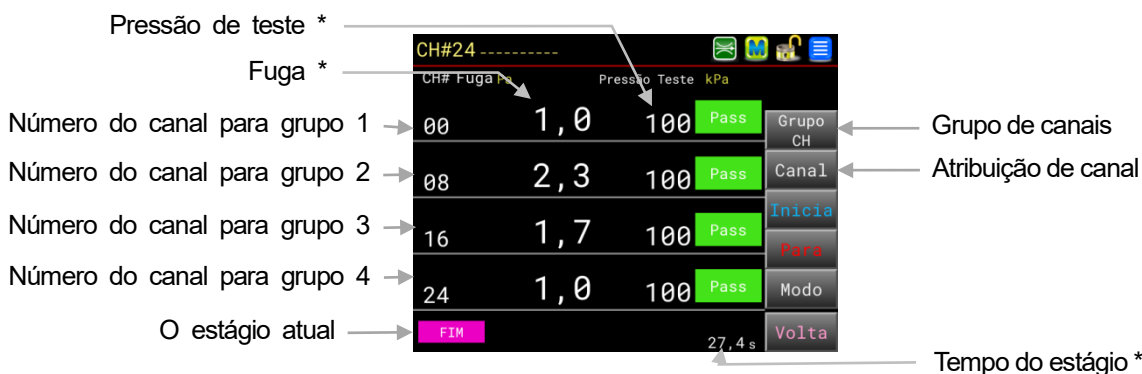 Pressão de teste *
Fuga *
Número do canal para grupo 1
Número do canal para grupo 2
Número do canal para grupo 3
Número do canal para grupo 4
O estágio atual
CH#24 ----------
M
CH# Fuga Pa Pressão Teste kPa
00 1,0 100 Pass
08 2,3 100 Pass
16 1,7 100 Pass
24 1,0 100 Pass
FIM
27,4 s
Grupo
CH
Canal
Inicia
Para
Modo
Volta
Grupo de canais
Atribuição de canal
Tempo do estágio *